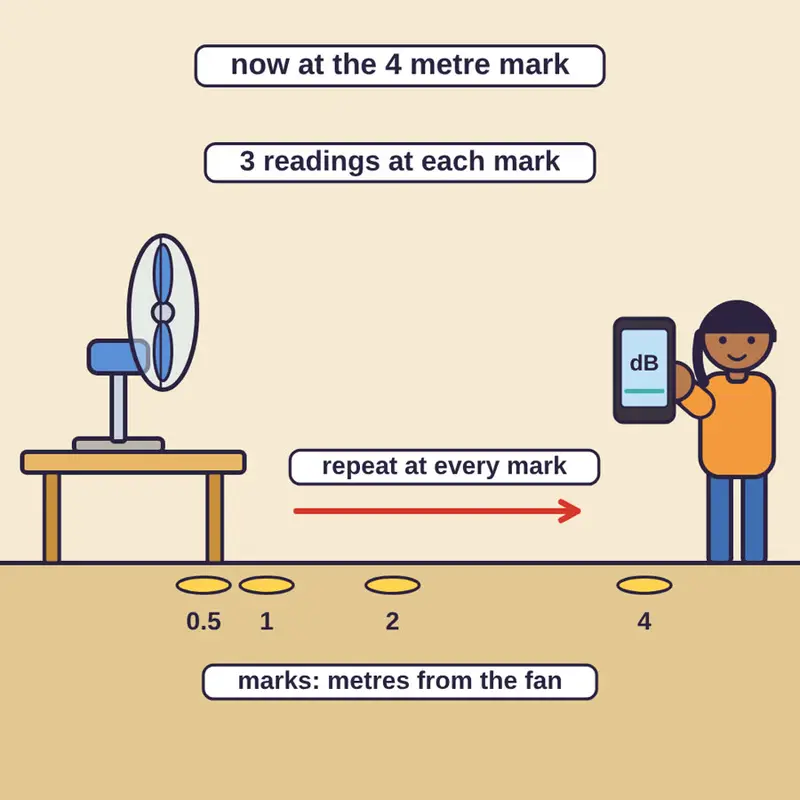 now at the 4 metre mark
3 readings at each mark
dB
repeat at every mark
0.5 1 2 4
marks: metres from the fan